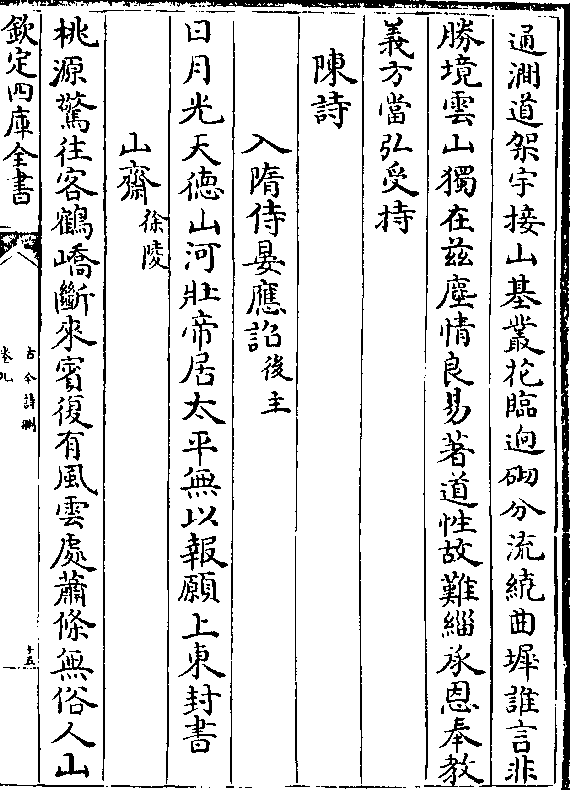 通澗道架宇接山基叢花臨迥砌分流繞曲墀誰言非
勝境雲山獨在兹塵情良易著道性故難緇承恩奉教
義方當弘受持
陳詩
入隋侍晏應詔後主
日月光天徳山河壯帝居太平無以報願上東封書
山齋徐陵
桃源驚往客鶴嶠斷來賓復有風雲處蕭條無俗人山
欽定四庫全書
古今詩刪
卷九
十五